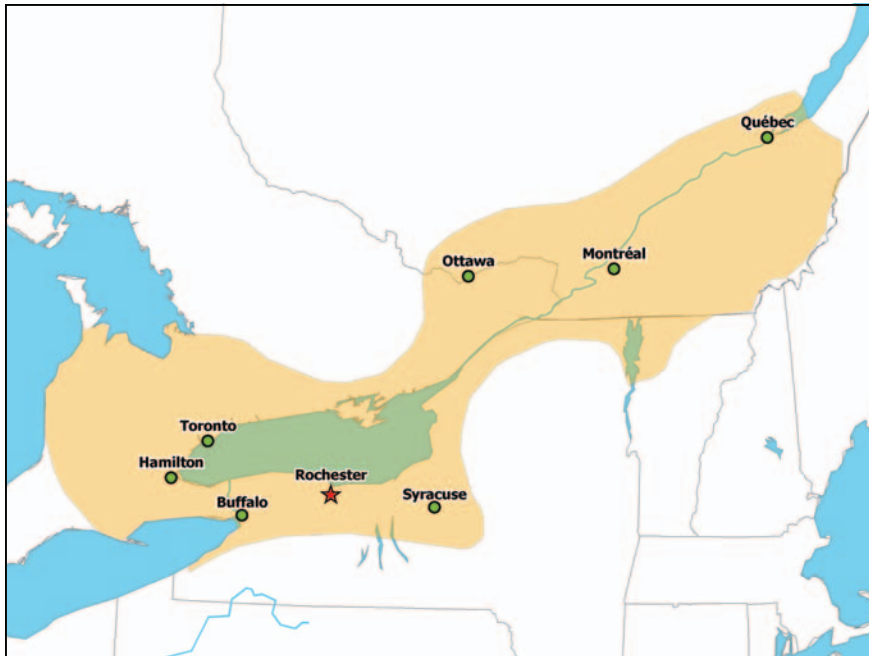 Québec
Ottawa
Montréal
Toronto
Hamilton
Rochester
Buffalo
Syracuse